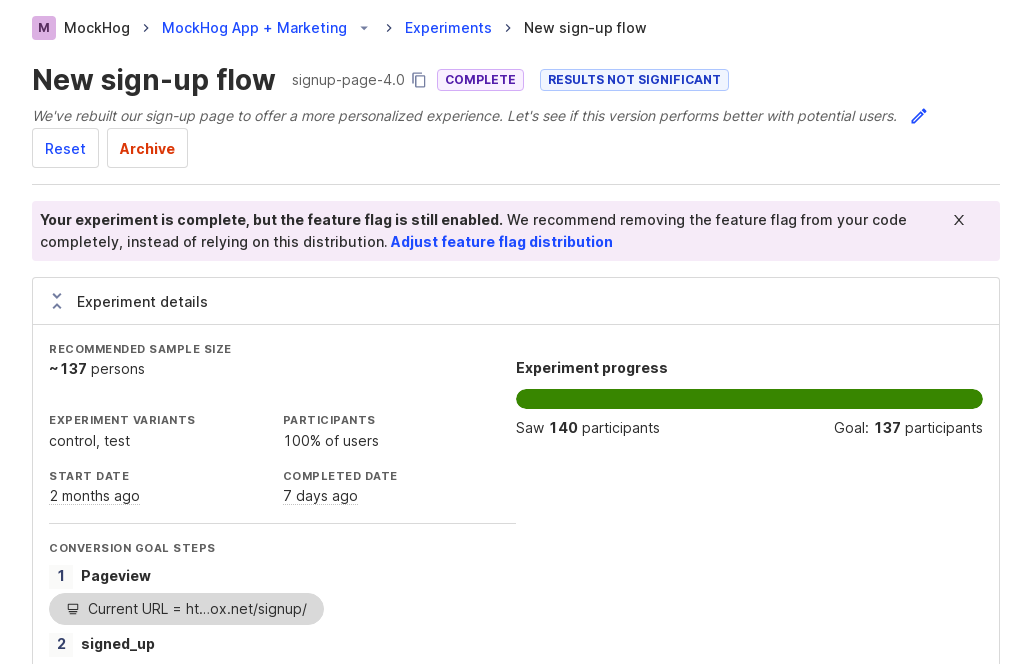 M MockHog > MockHog App + Marketing > Experiments > New sign-up flow
New sign-up flow signup-page-4.0 COMPLETE RESULTS NOT SIGNIFICANT
We've rebuilt our sign-up page to offer a more personalized experience. Let's see if this version performs better with potential users.
Reset Archive
Your experiment is complete, but the feature flag is still enabled. We recommend removing the feature flag from your code
completely, instead of relying on this distribution. Adjust feature flag distribution
Experiment details
RECOMMENDED SAMPLE SIZE
~137 persons
Experiment progress
Saw 140 participants Goal: 137 participants
EXPERIMENT VARIANTS PARTICIPANTS
control, test 100% of users
START DATE COMPLETED DATE
2 months ago 7 days ago
CONVERSION GOAL STEPS
1 Pageview
Current URL = ht...ox.net/signup/
2 signed_up